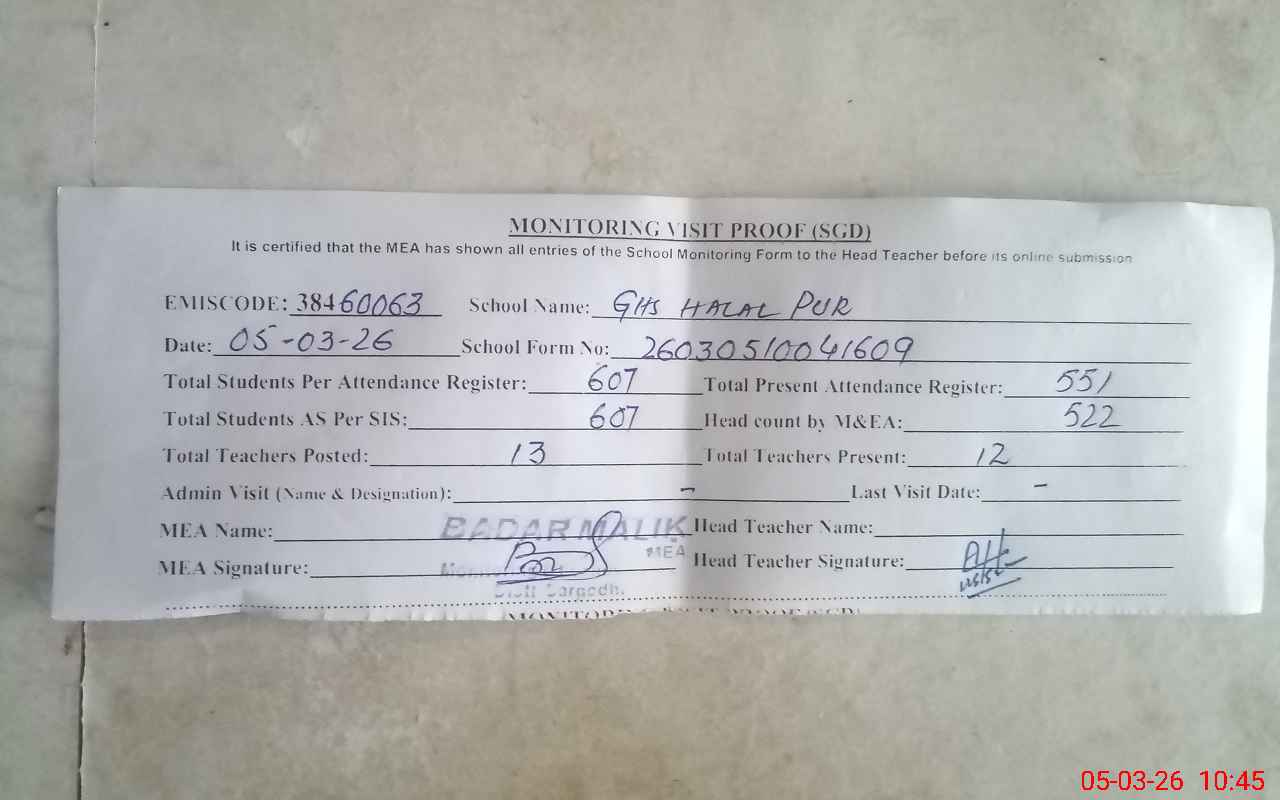 MONITORING VISIT PROOF (SGD)
It is certified that the MEA has shown all entries of the School Monitoring Form to the Head Teacher before its online submission
EMISCODE: 38460063 School Name: GHS HALAL PUR
Date: 05-03-26 School Form No: 26030510041609
Total Students Per Attendance Register: 607 Total Present Attendance Register: 551
Total Students AS Per SIS: 607 Head count by M&EA: 522
Total Teachers Posted: 13 Total Teachers Present: 12
Admin Visit (Name & Designation): - Last Visit Date: -
MEA Name: BADAR MALIK Head Teacher Name:
MEA
MEA Signature: Head Teacher Signature:
MONITORING VISIT PROOF (SGD)
05-03-26 10:45